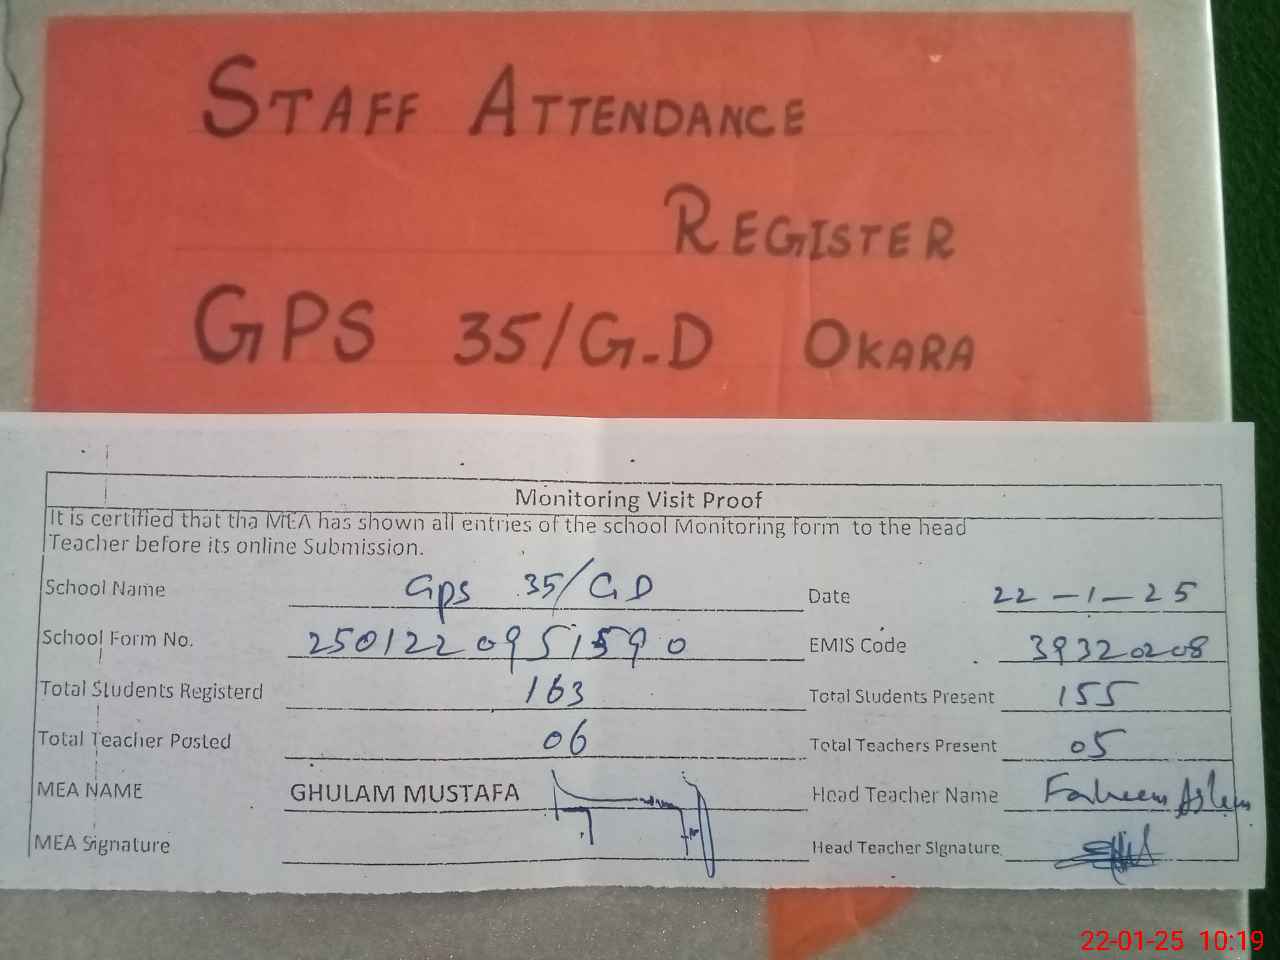 STAFF ATTENDANCE
REGISTER
GPS 35/G-D OKARA
Monitoring Visit Proof
It is certified that tha MEA has shown all entries of the school Monitoring form to the head
Teacher before its online Submission.
School Name Gps 35/GD Date 22-1-25
School Form No. 2501220951590 EMIS Code 39320208
Total Students Registerd 163 Total Students Present 155
Total Teacher Posted 06 Total Teachers Present 05
MEA NAME GHULAM MUSTAFA Head Teacher Name Faheem Aslam
MEA Signature Head Teacher Signature
22-01-25 10:19